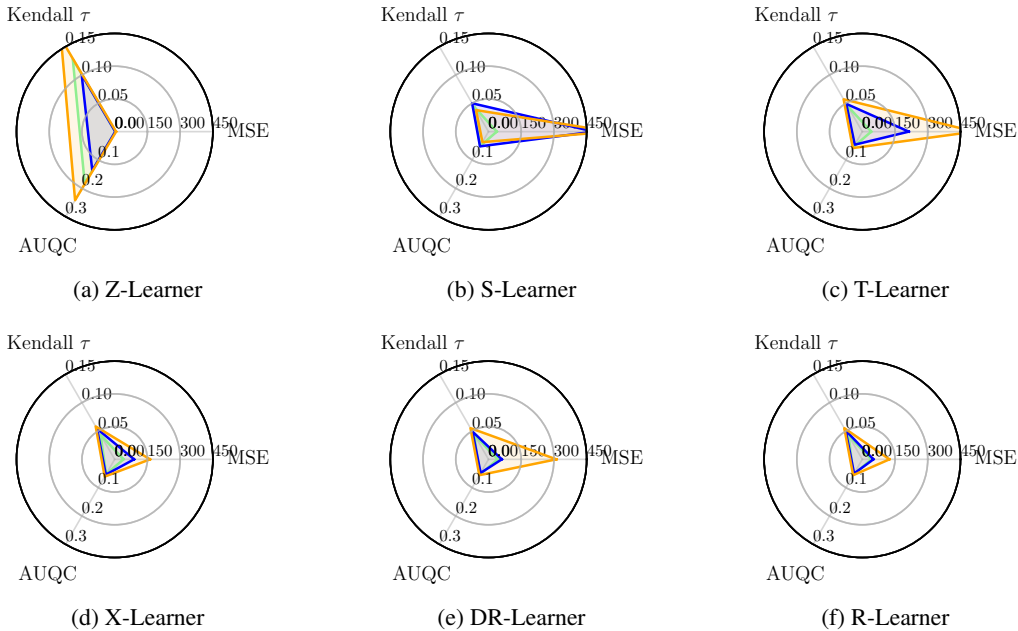 Kendall τ
0.15
0.10
0.05
0.00 150 300 450 MSE
0.1
0.2
0.3
AUQC
(a) Z-Learner
Kendall τ
0.15
0.10
0.05
0.00 150 300 450 MSE
0.1
0.2
0.3
AUQC
(b) S-Learner
Kendall τ
0.15
0.10
0.05
0.00 150 300 450 MSE
0.1
0.2
0.3
AUQC
(c) T-Learner
Kendall τ
0.15
0.10
0.05
0.00 150 300 450 MSE
0.1
0.2
0.3
AUQC
(d) X-Learner
Kendall τ
0.15
0.10
0.05
0.00 150 300 450 MSE
0.1
0.2
0.3
AUQC
(e) DR-Learner
Kendall τ
0.15
0.10
0.05
0.00 150 300 450 MSE
0.1
0.2
0.3
AUQC
(f) R-Learner